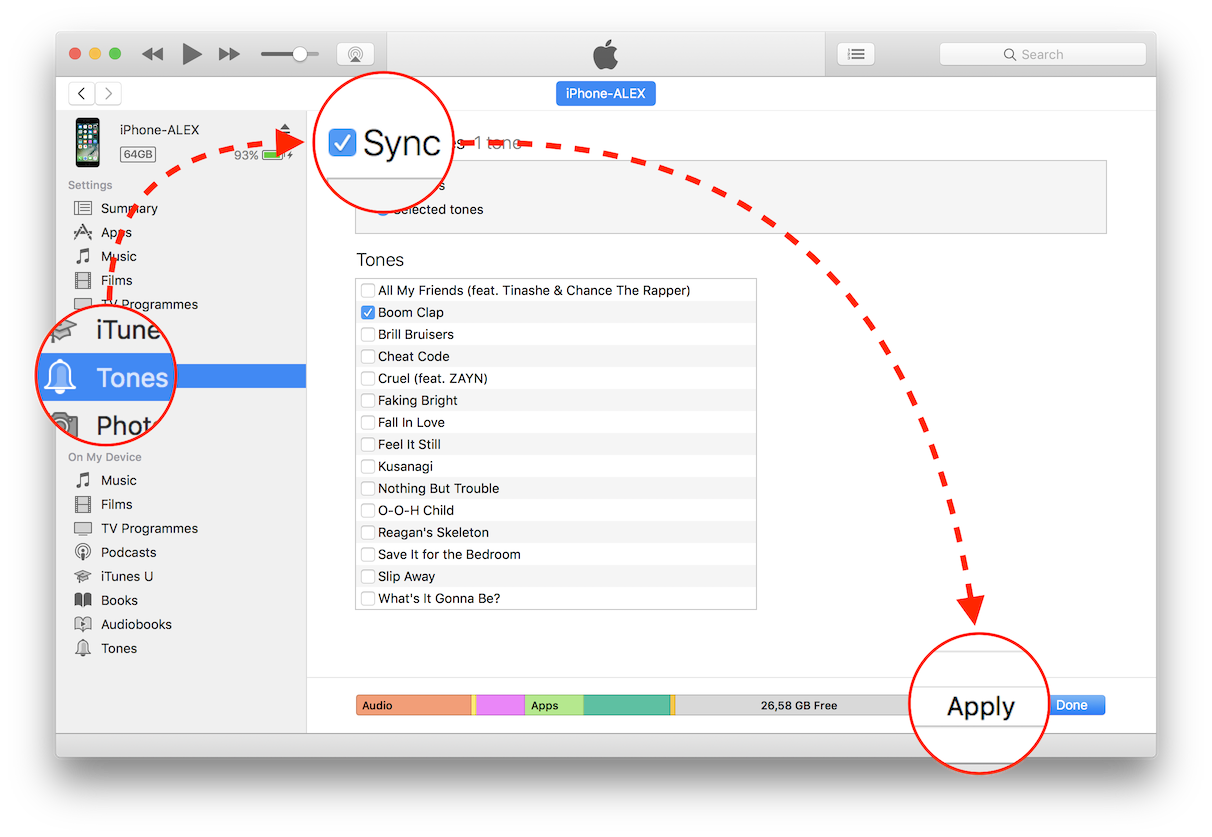 Search
iPhone-ALEX
iPhone-ALEX
64GB
93%
Sync
1 tone
Selected tones
Settings
Summary
Apps
Music
Films
TV Programmes
iTune
Tones
Phot
On My Device
Music
Films
TV Programmes
Podcasts
iTunes U
Books
Audiobooks
Tones
Tones
All My Friends (feat. Tinashe & Chance The Rapper)
Boom Clap
Brill Bruisers
Cheat Code
Cruel (feat. ZAYN)
Faking Bright
Fall In Love
Feel It Still
Kusanagi
Nothing But Trouble
O-O-H Child
Reagan's Skeleton
Save It for the Bedroom
Slip Away
What's It Gonna Be?
Audio
Apps
26,58 GB Free
Apply
Done